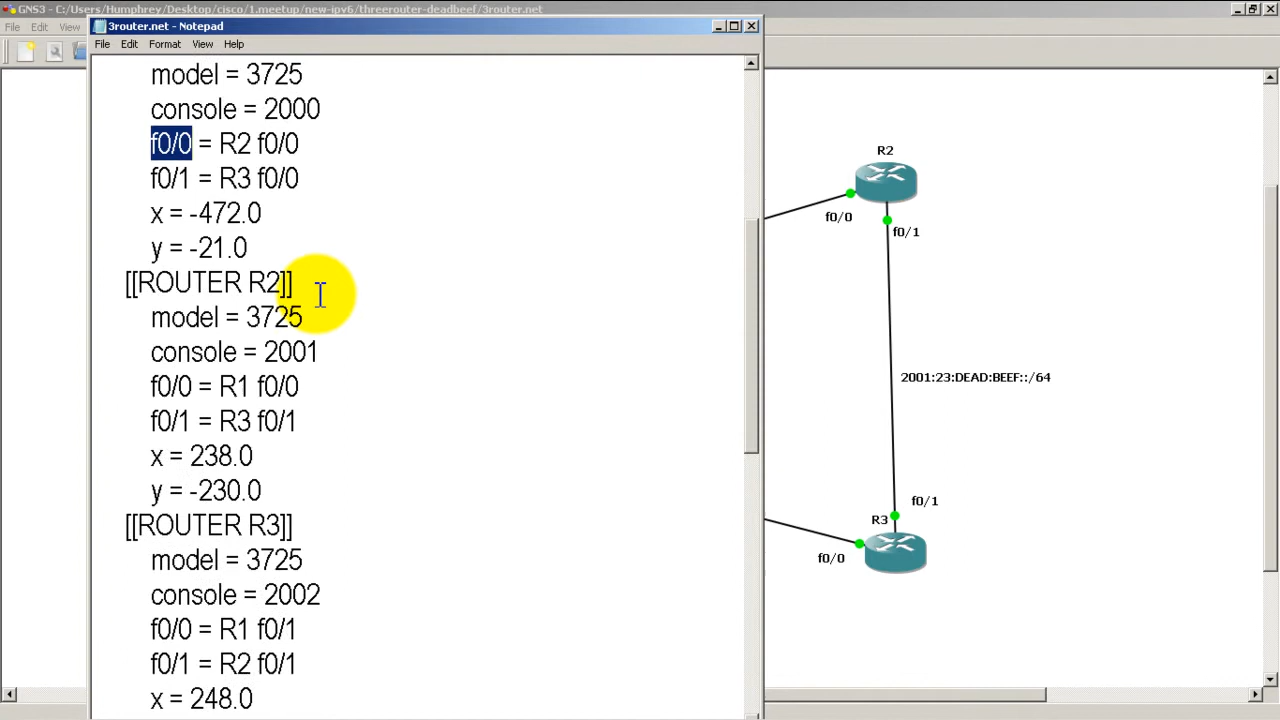 GNS3 - C:/Users/Humphrey/Desktop/cisco/1.meetup/new-ipv6/threerouter-deadbeef/3router.net
File Edit View
3router.net - Notepad
File Edit Format View Help
model = 3725
console = 2000
f0/0 = R2 f0/0
f0/1 = R3 f0/0
x = -472.0
y = -21.0
[[ROUTER R2]]
model = 3725
console = 2001
f0/0 = R1 f0/0
f0/1 = R3 f0/1
x = 238.0
y = -230.0
[[ROUTER R3]]
model = 3725
console = 2002
f0/0 = R1 f0/1
f0/1 = R2 f0/1
x = 248.0
R2
f0/0
f0/1
2001:23:DEAD:BEEF::/64
f0/1
R3
f0/0